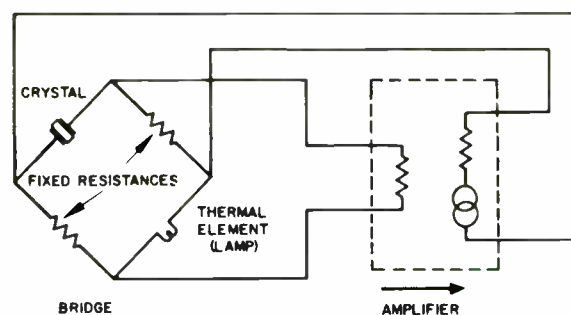 CRYSTAL
FIXED RESISTANCES
THERMAL
ELEMENT
(LAMP)
BRIDGE
AMPLIFIER